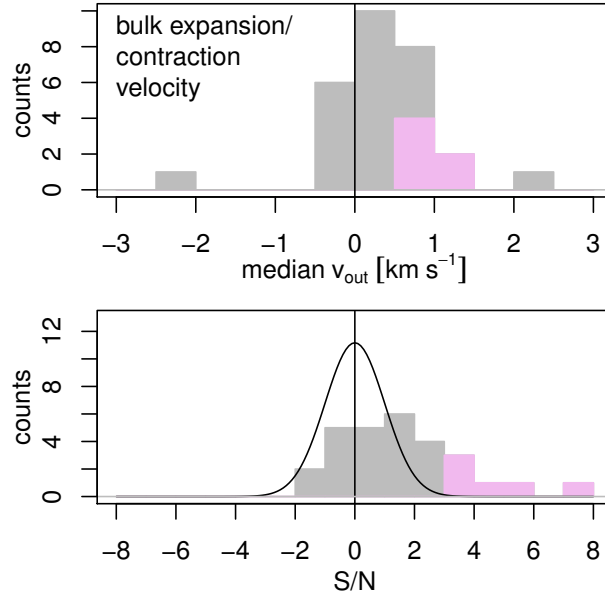 bulk expansion/
contraction
velocity
counts
0 2 4 6 8
−3 −2 −1 0 1 2 3
median v_out [km s⁻¹]
counts
0 4 8 12
−8 −6 −4 −2 0 2 4 6 8
S/N